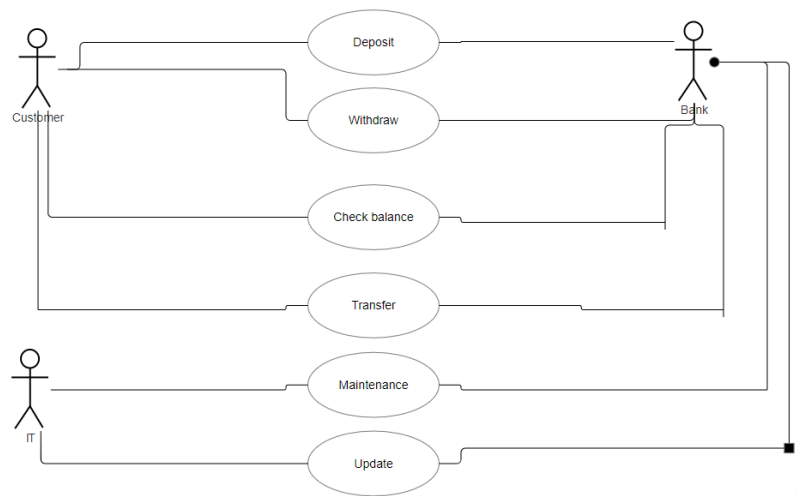 Deposit
Bank
Customer
Withdraw
Check balance
Transfer
Maintenance
IT
Update